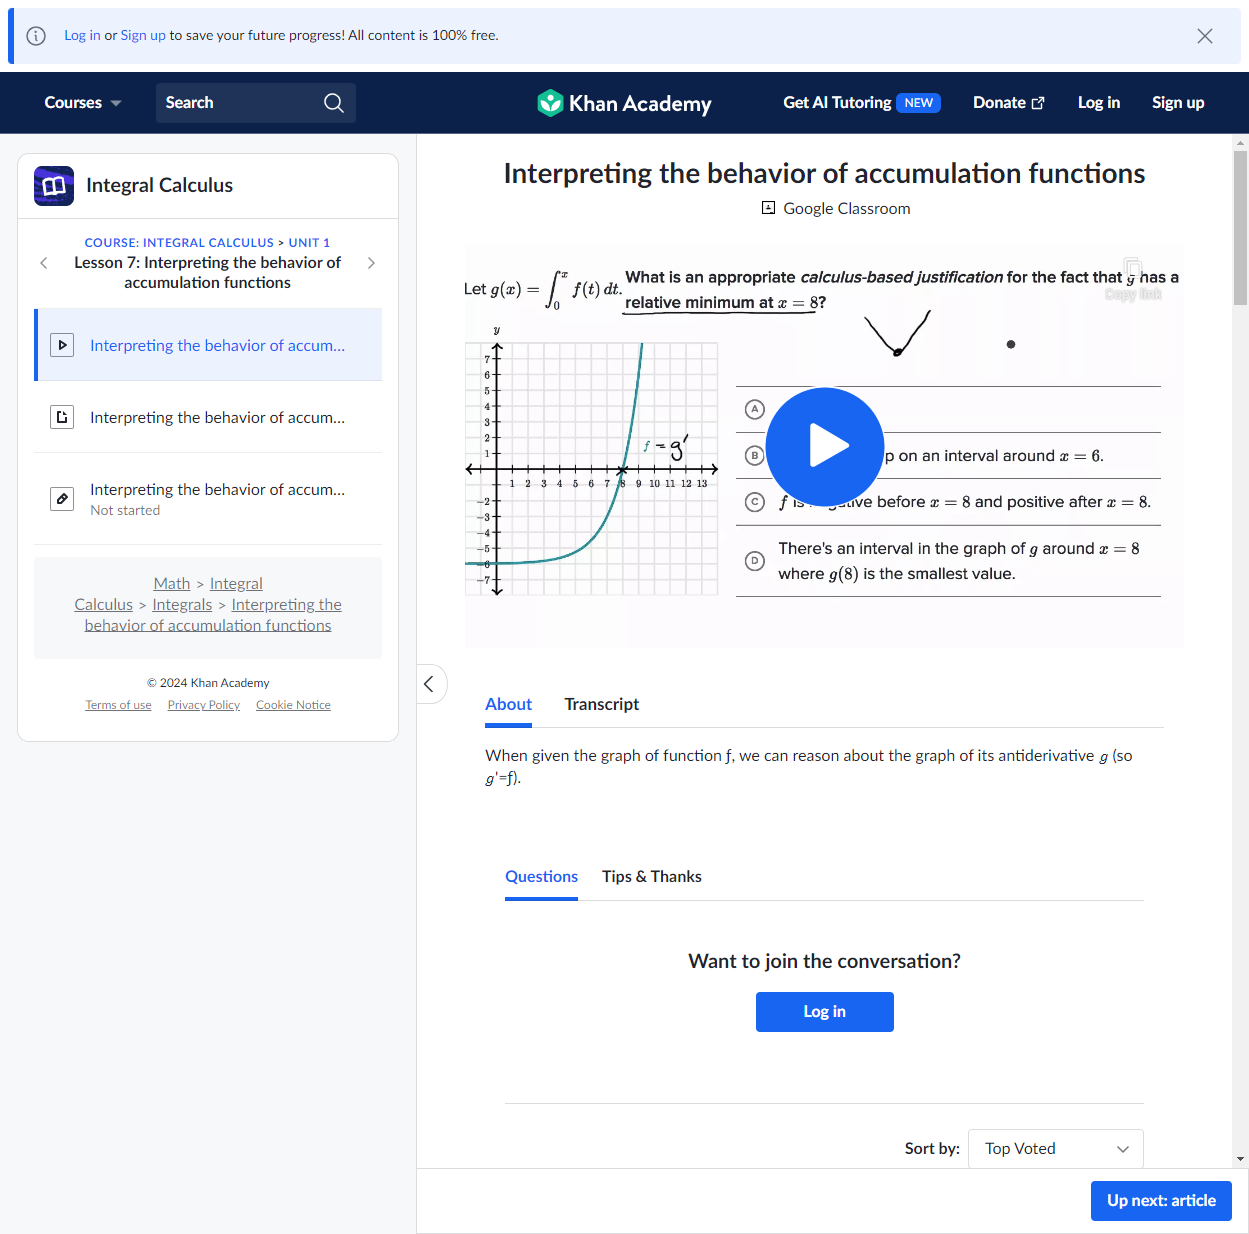 Log in or Sign up to save your future progress! All content is 100% free.
Courses Search Khan Academy Get AI Tutoring NEW Donate Log in Sign up
Integral Calculus
COURSE: INTEGRAL CALCULUS > UNIT 1
Lesson 7: Interpreting the behavior of
accumulation functions
Interpreting the behavior of accum...
Interpreting the behavior of accum...
Interpreting the behavior of accum...
Not started
Math > Integral
Calculus > Integrals > Interpreting the
behavior of accumulation functions
© 2024 Khan Academy
Terms of use Privacy Policy Cookie Notice
Interpreting the behavior of accumulation functions
Google Classroom
Let g(x) = ∫₀ˣ f(t) dt. What is an appropriate calculus-based justification for the fact that g has a
relative minimum at x = 8?
Copy link
y
7
6
5
4
3
2
1
f = g'
1 2 3 4 5 6 7 8 9 10 11 12 13
−2
−3
−4
−5
−6
−7
A
B p on an interval around x = 6.
C f is ative before x = 8 and positive after x = 8.
D There's an interval in the graph of g around x = 8
where g(8) is the smallest value.
About Transcript
When given the graph of function ƒ, we can reason about the graph of its antiderivative g (so
g'=ƒ).
Questions Tips & Thanks
Want to join the conversation?
Log in
Sort by: Top Voted
Up next: article